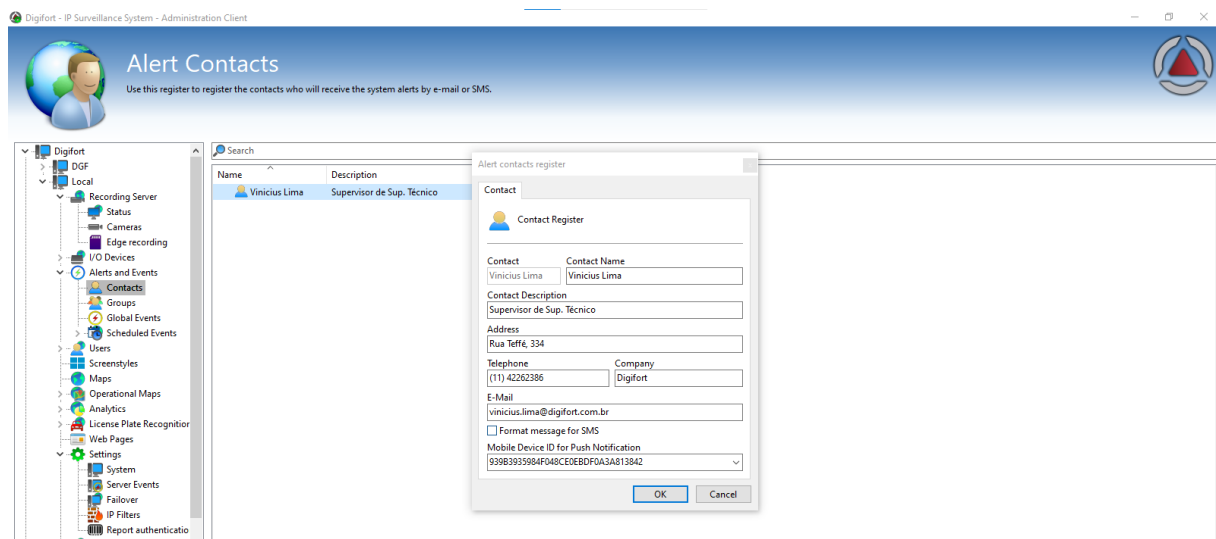 Digifort - IP Surveillance System - Administration Client
Alert Contacts
Use this register to register the contacts who will receive the system alerts by e-mail or SMS.
Digifort
DGF
Local
Recording Server
Status
Cameras
Edge recording
I/O Devices
Alerts and Events
Contacts
Groups
Global Events
Scheduled Events
Users
Screenstyles
Maps
Operational Maps
Analytics
License Plate Recognition
Web Pages
Settings
System
Server Events
Failover
IP Filters
Report authenticatio
Search
Name Description
Vinicius Lima Supervisor de Sup. Técnico
Alert contacts register
Contact
Contact Register
Contact Contact Name
Vinicius Lima Vinicius Lima
Contact Description
Supervisor de Sup. Técnico
Address
Rua Teffé, 334
Telephone Company
(11) 42262386 Digifort
E-Mail
vinicius.lima@digifort.com.br
Format message for SMS
Mobile Device ID for Push Notification
939B3935984F048CE0EBDF0A3A813842
OK Cancel